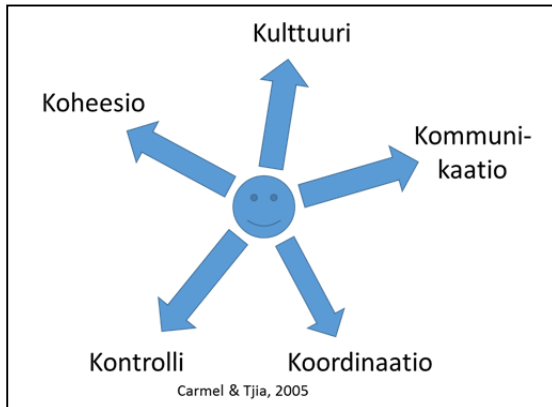 Kulttuuri
Koheesio
Kommuni-
kaatio
Kontrolli
Koordinaatio
Carmel & Tjia, 2005